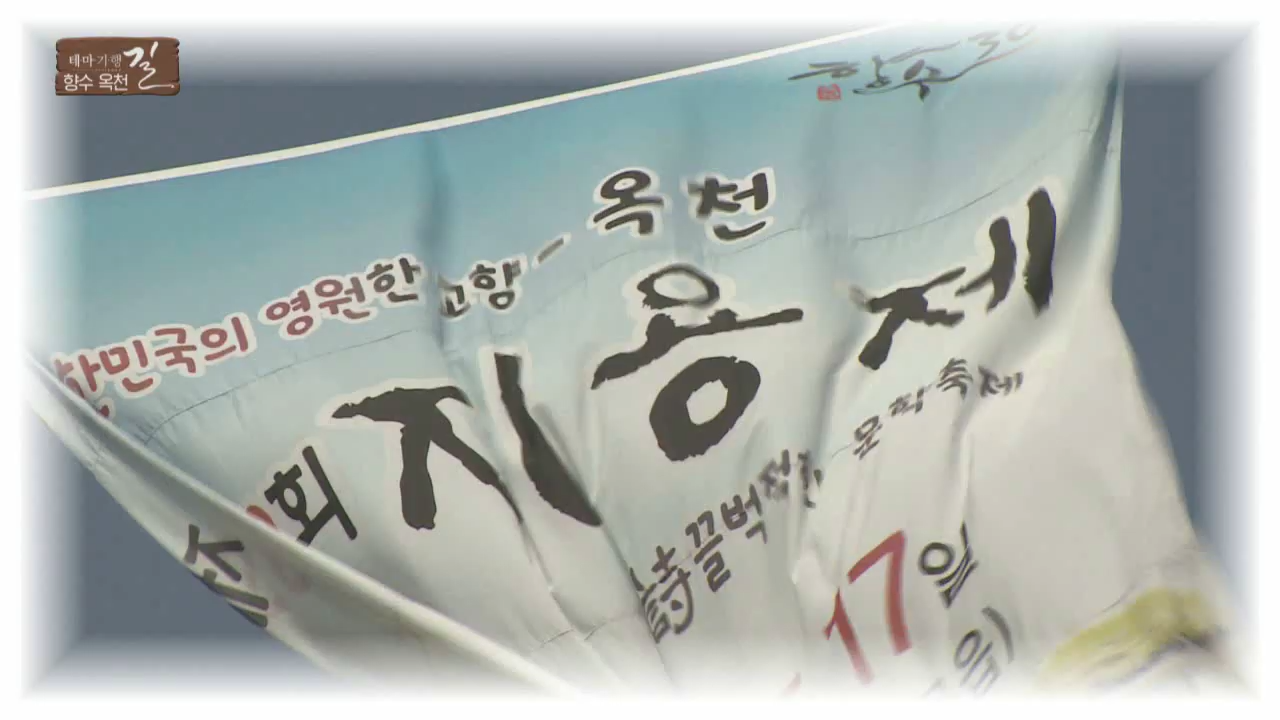 테마기행 길
향수 옥천
향수
대한민국의 영원한 고향 - 옥천
회 지용제
詩끌벅적한 문학축제
17일